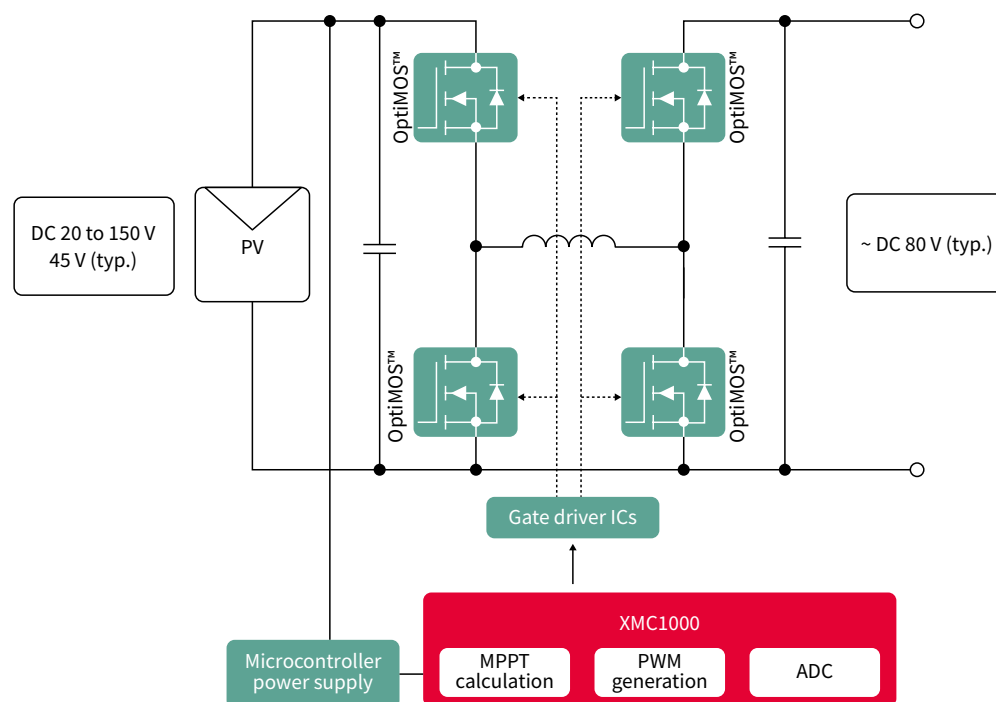 OptiMOS™
OptiMOS™
DC 20 to 150 V
45 V (typ.)
PV
~ DC 80 V (typ.)
OptiMOS™
OptiMOS™
Gate driver ICs
XMC1000
Microcontroller
power supply
MPPT
calculation
PWM
generation
ADC